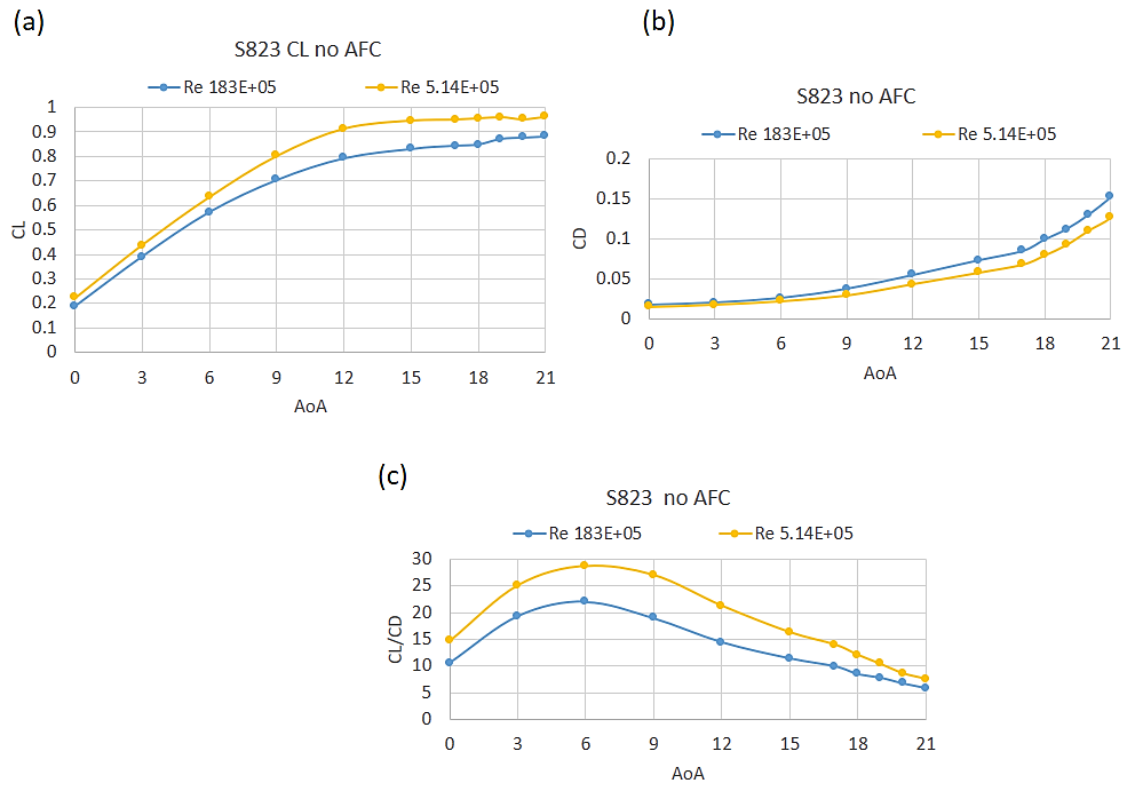 (a)
S823 CL no AFC
Re 183E+05 Re 5.14E+05
1
0.9
0.8
0.7
0.6
0.5
0.4
0.3
0.2
0.1
0
CL
0 3 6 9 12 15 18 21
AoA
(b)
S823 no AFC
Re 183E+05 Re 5.14E+05
0.2
0.15
0.1
0.05
0
CD
0 3 6 9 12 15 18 21
AoA
(c)
S823 no AFC
Re 183E+05 Re 5.14E+05
30
25
20
15
10
5
0
CL/CD
0 3 6 9 12 15 18 21
AoA